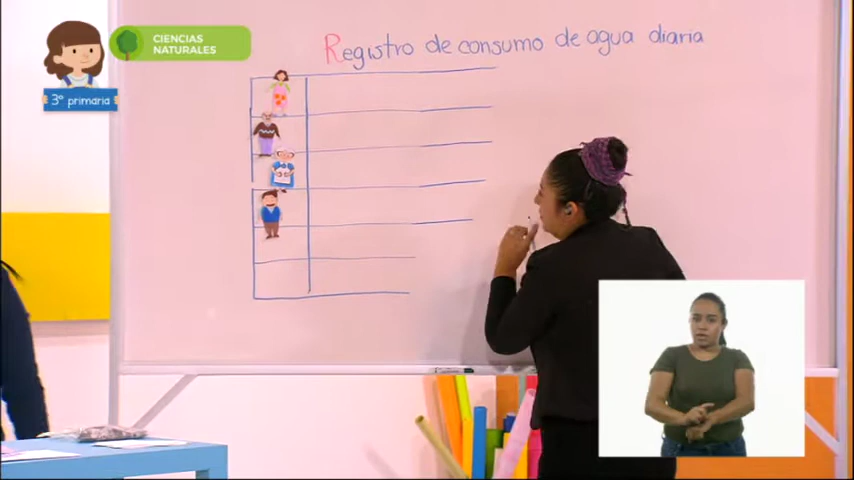 CIENCIAS
NATURALES
3° primaria
Registro de consumo de agua diaria